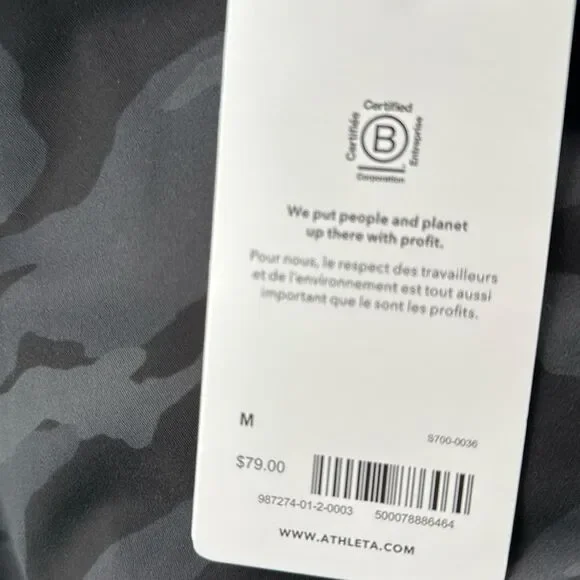 Certified
Certifiée
B
Entreprise
Corporation
We put people and planet
up there with profit.
Pour nous, le respect des travailleurs
et de l'environnement est tout aussi
important que le sont les profits.
M
S700-0036
$79.00
987274-01-2-0003 500078886464
WWW.ATHLETA.COM